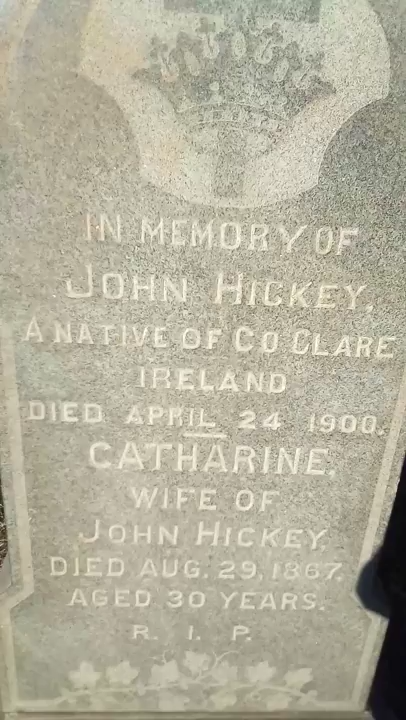 IN MEMORY OF
JOHN HICKEY,
A NATIVE OF CO CLARE
IRELAND
DIED APRIL 24 1900.
CATHARINE,
WIFE OF
JOHN HICKEY,
DIED AUG. 29, 1867,
AGED 30 YEARS.
R. I. P.